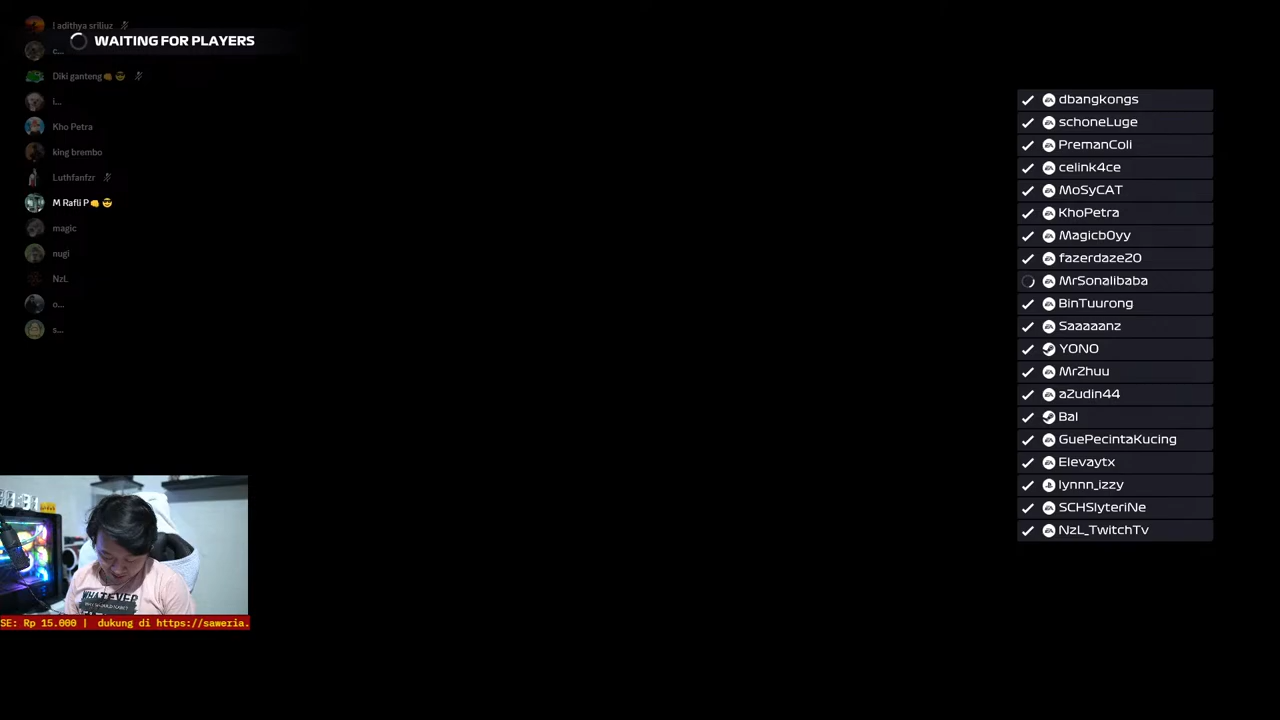 ! adithya sriliuz
WAITING FOR PLAYERS
c...
Diki ganteng👊 😎
i...
Kho Petra
king brembo
Luthfanfzr
M Rafli P👊 😎
magic
nugi
NzL
o...
s...
dbangkongs
schoneLuge
PremanColi
celink4ce
MoSyCAT
KhoPetra
Magicb0yy
fazerdaze20
MrSonalibaba
BinTuurong
Saaaaanz
YONO
MrZhuu
aZudin44
Bal
GuePecintaKucing
Elevaytx
lynnn_izzy
SCHSlyteriNe
NzL_TwitchTv
WHATEVER
SE: Rp 15.000 | dukung di https://saweria.